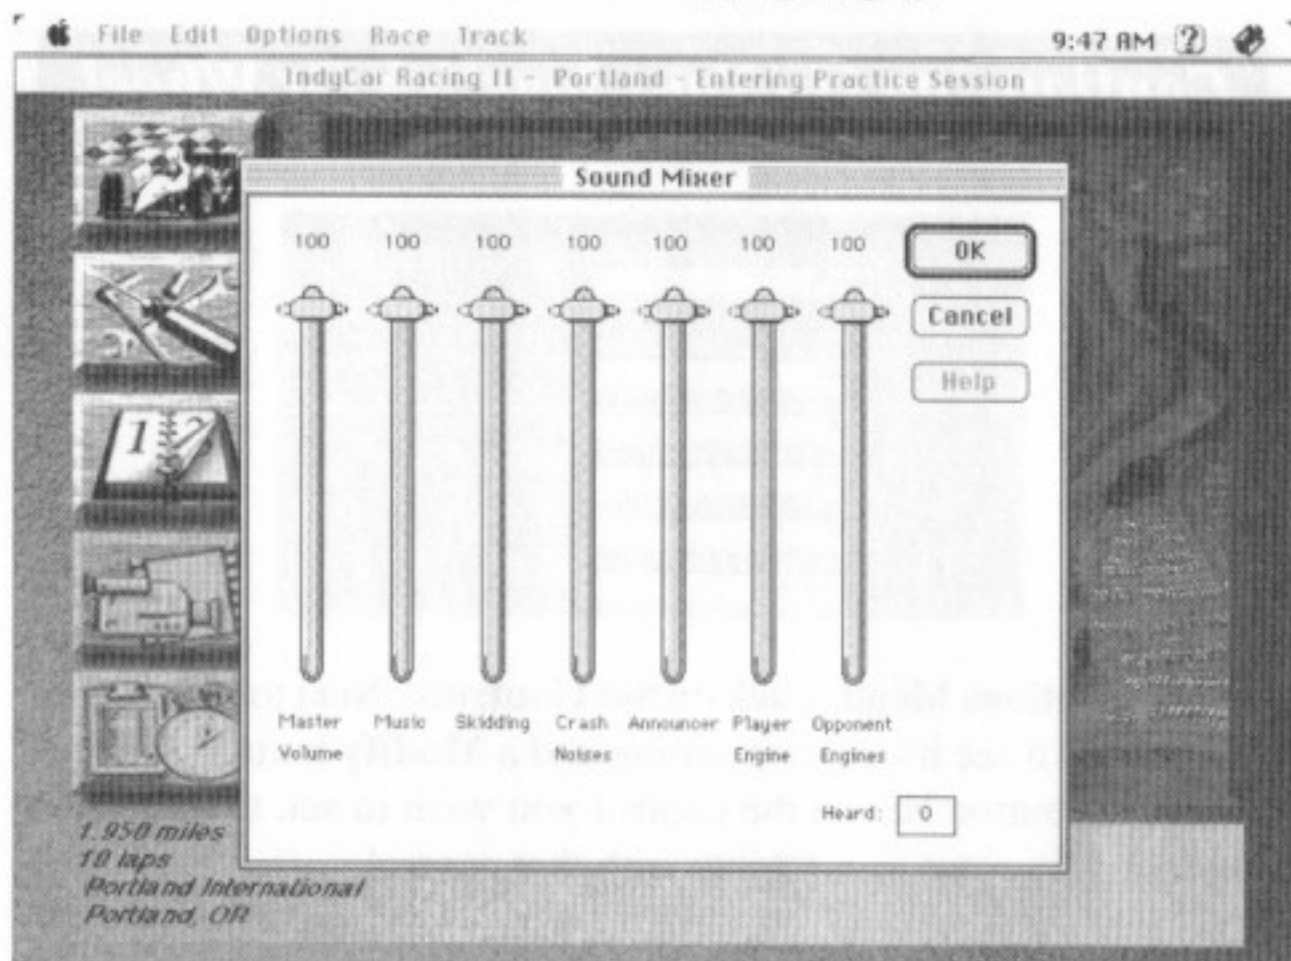 File Edit Options Race Track 9:47 AM
IndyCar Racing II - Portland - Entering Practice Session
Sound Mixer
100 100 100 100 100 100 100
OK
Cancel
Help
Master Volume
Music
Skidding
Crash Noises
Announcer
Player Engine
Opponent Engines
Heard: 0
1 2
1.950 miles
10 laps
Portland International
Portland, OR